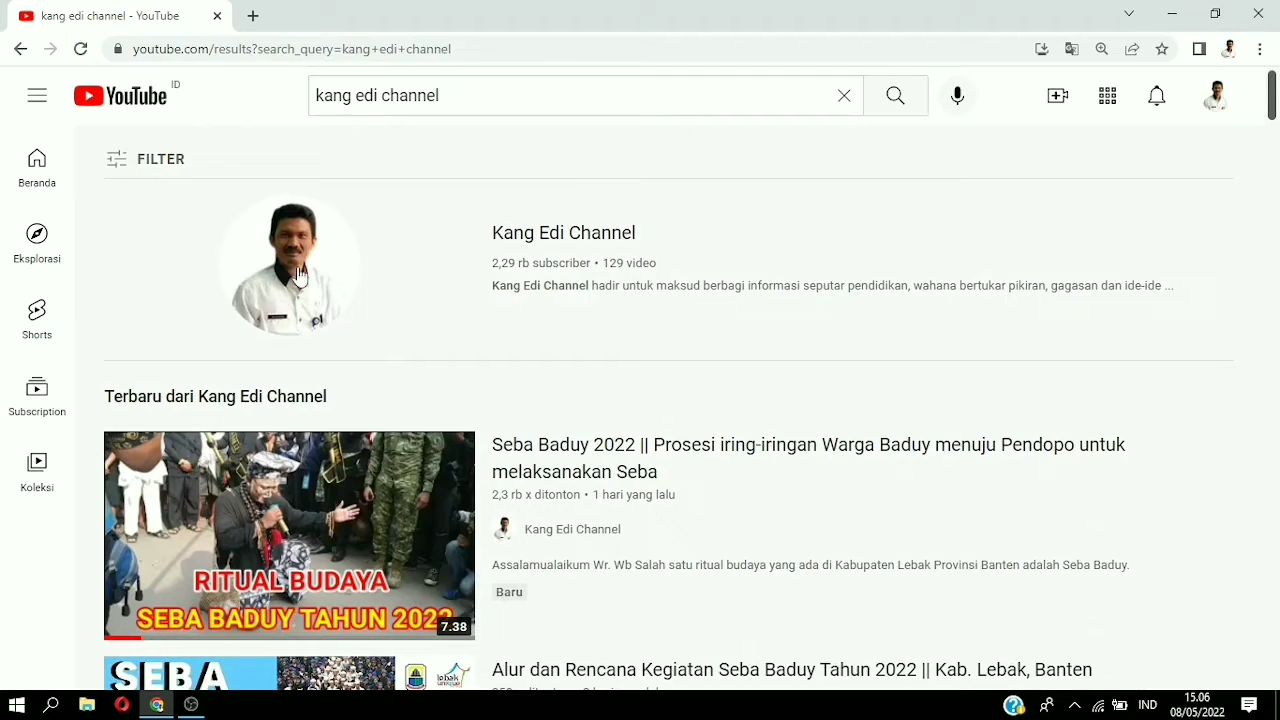 kang edi channel - YouTube
youtube.com/results?search_query=kang+edi+channel
YouTube ID
kang edi channel
FILTER
Beranda
Eksplorasi
Shorts
Subscription
Koleksi
Kang Edi Channel
2,29 rb subscriber • 129 video
Kang Edi Channel hadir untuk maksud berbagi informasi seputar pendidikan, wahana bertukar pikiran, gagasan dan ide-ide ...
Terbaru dari Kang Edi Channel
RITUAL BUDAYA
SEBA BADUY TAHUN 2022
7.38
Seba Baduy 2022 || Prosesi iring-iringan Warga Baduy menuju Pendopo untuk
melaksanakan Seba
2,3 rb x ditonton • 1 hari yang lalu
Kang Edi Channel
Assalamualaikum Wr. Wb Salah satu ritual budaya yang ada di Kabupaten Lebak Provinsi Banten adalah Seba Baduy.
Baru
SEBA
Alur dan Rencana Kegiatan Seba Baduy Tahun 2022 || Kab. Lebak, Banten
IND
15.06
08/05/2022